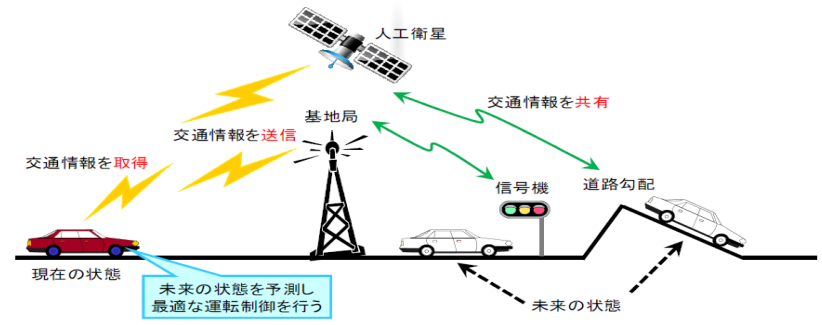 人工衛星
交通情報を共有
基地局
交通情報を送信
交通情報を取得
信号機
道路勾配
現在の状態
未来の状態を予測し
最適な運転制御を行う
未来の状態